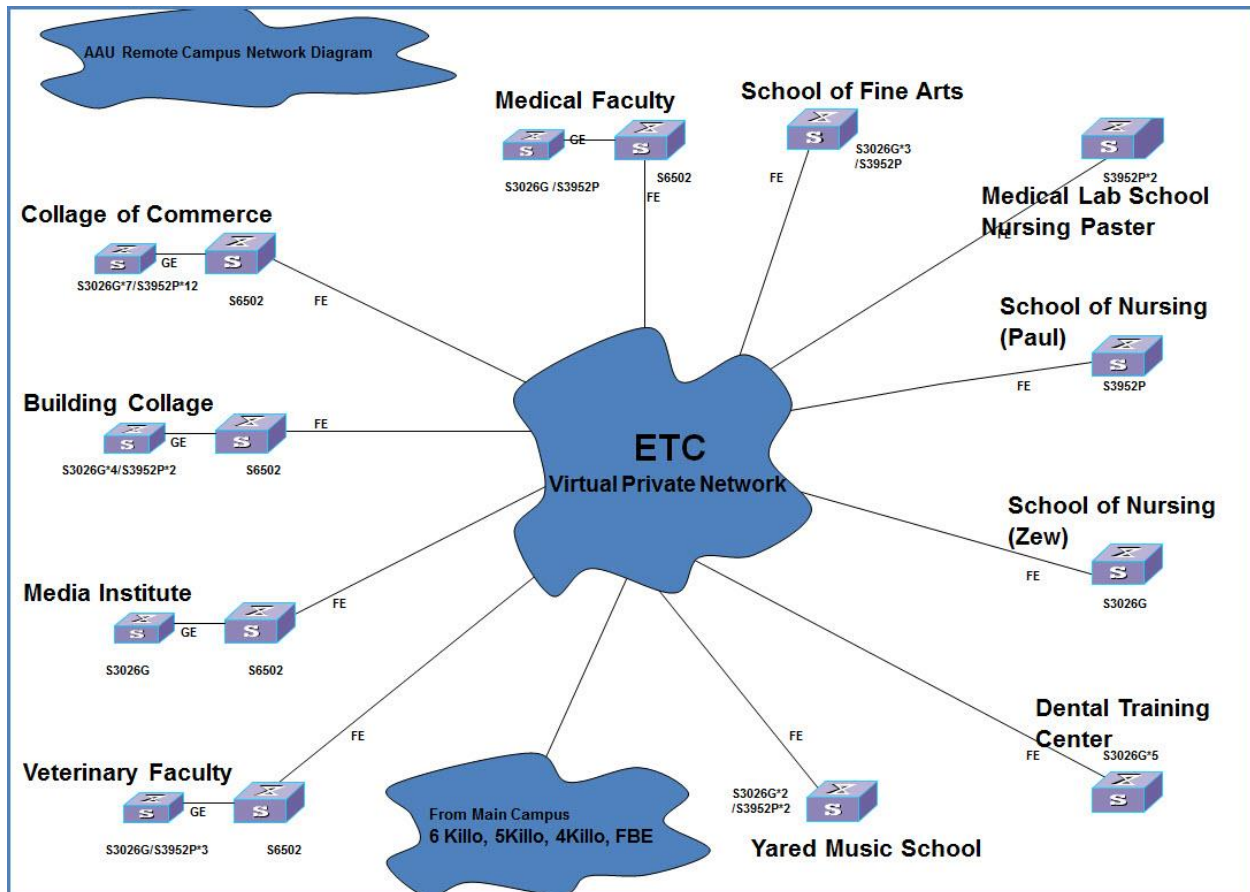 AAU Remote Campus Network Diagram
Medical Faculty
GE
S3026G /S3952P
S6502
FE
School of Fine Arts
S3026G*3
/S3952P
FE
S3952P*2
Medical Lab School
FE
Nursing Paster
Collage of Commerce
GE
S3026G*7/S3952P*12
S6502
FE
School of Nursing
(Paul)
FE
S3952P
Building Collage
GE
FE
S3026G*4/S3952P*2
S6502
ETC
Virtual Private Network
School of Nursing
(Zew)
FE
S3026G
Media Institute
GE
FE
S3026G
S6502
Dental Training
Center
FE
S3026G*5
Veterinary Faculty
FE
GE
S3026G/S3952P*3
S6502
From Main Campus
6 Killo, 5Killo, 4Killo, FBE
FE
S3026G*2
/S3952P*2
Yared Music School
S
X
S
X
S
X
S
X
S
X
S
X
S
X
S
X
S
X
S
X
S
X
S
X
S
X
S
X
S
X
S
X